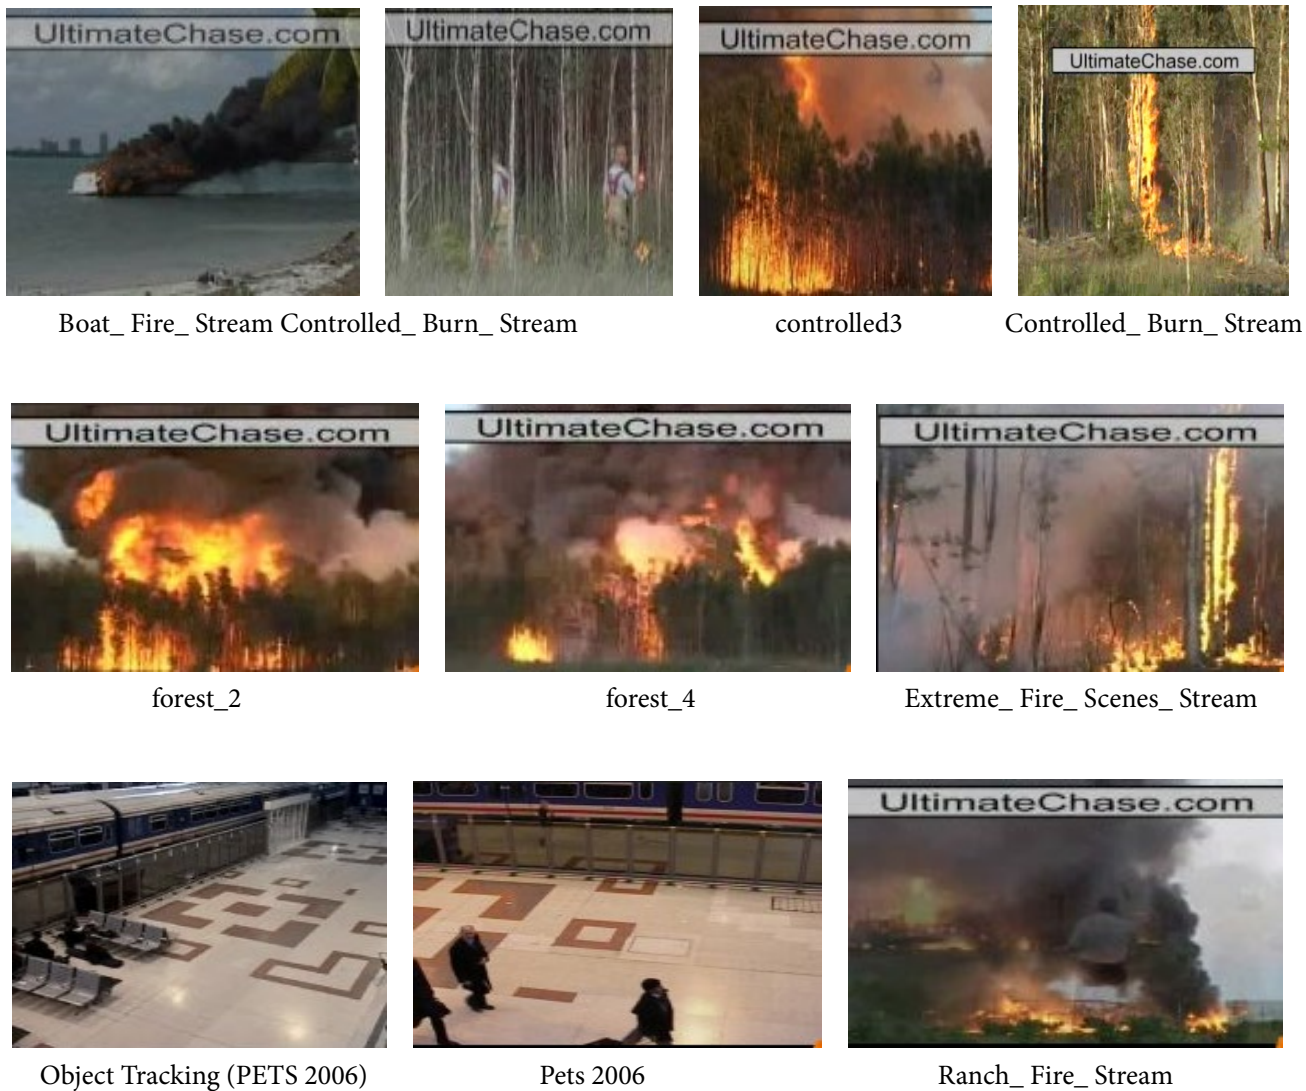 UltimateChase.com
UltimateChase.com
UltimateChase.com
UltimateChase.com
Boat_ Fire_ Stream Controlled_ Burn_ Stream
controlled3
Controlled_ Burn_ Stream
UltimateChase.com
UltimateChase.com
UltimateChase.com
forest_2
forest_4
Extreme_ Fire_ Scenes_ Stream
UltimateChase.com
Object Tracking (PETS 2006)
Pets 2006
Ranch_ Fire_ Stream